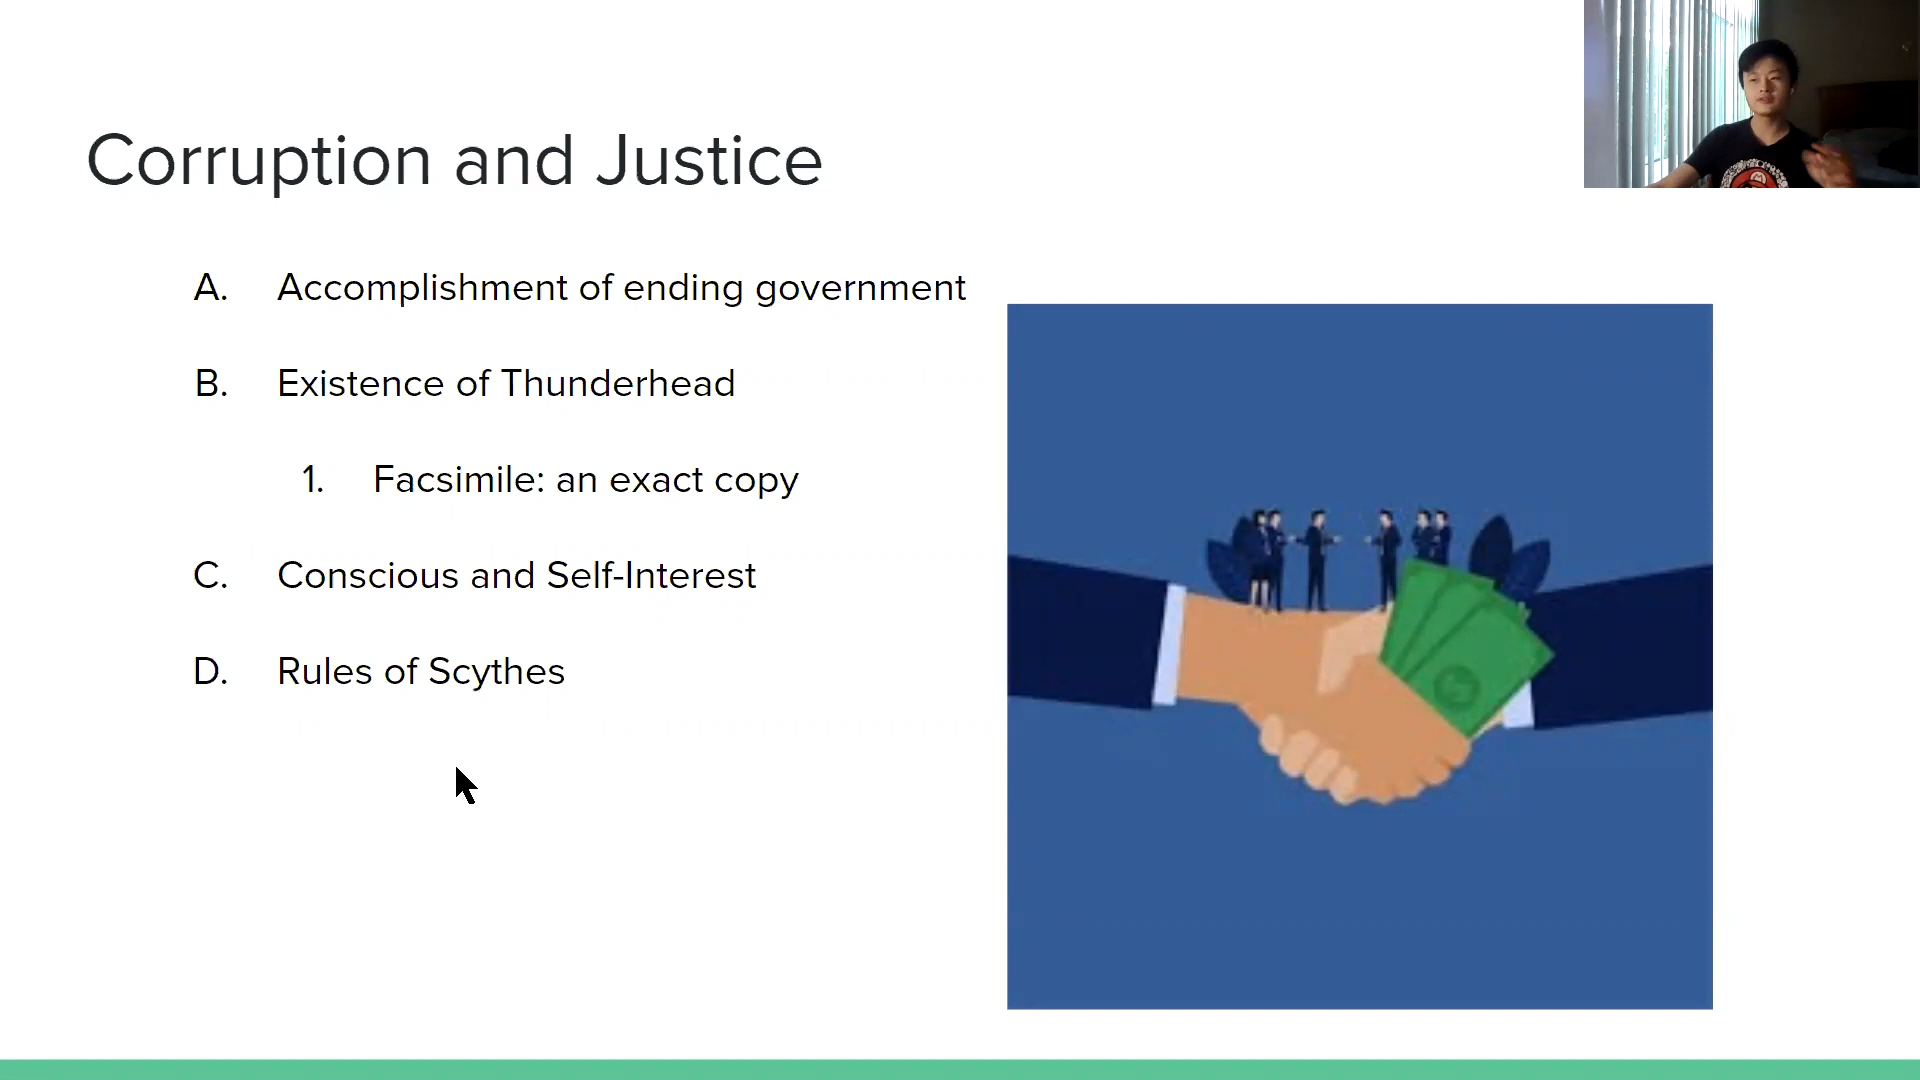 Corruption and Justice
A. Accomplishment of ending government
B. Existence of Thunderhead
1. Facsimile: an exact copy
C. Conscious and Self-Interest
D. Rules of Scythes